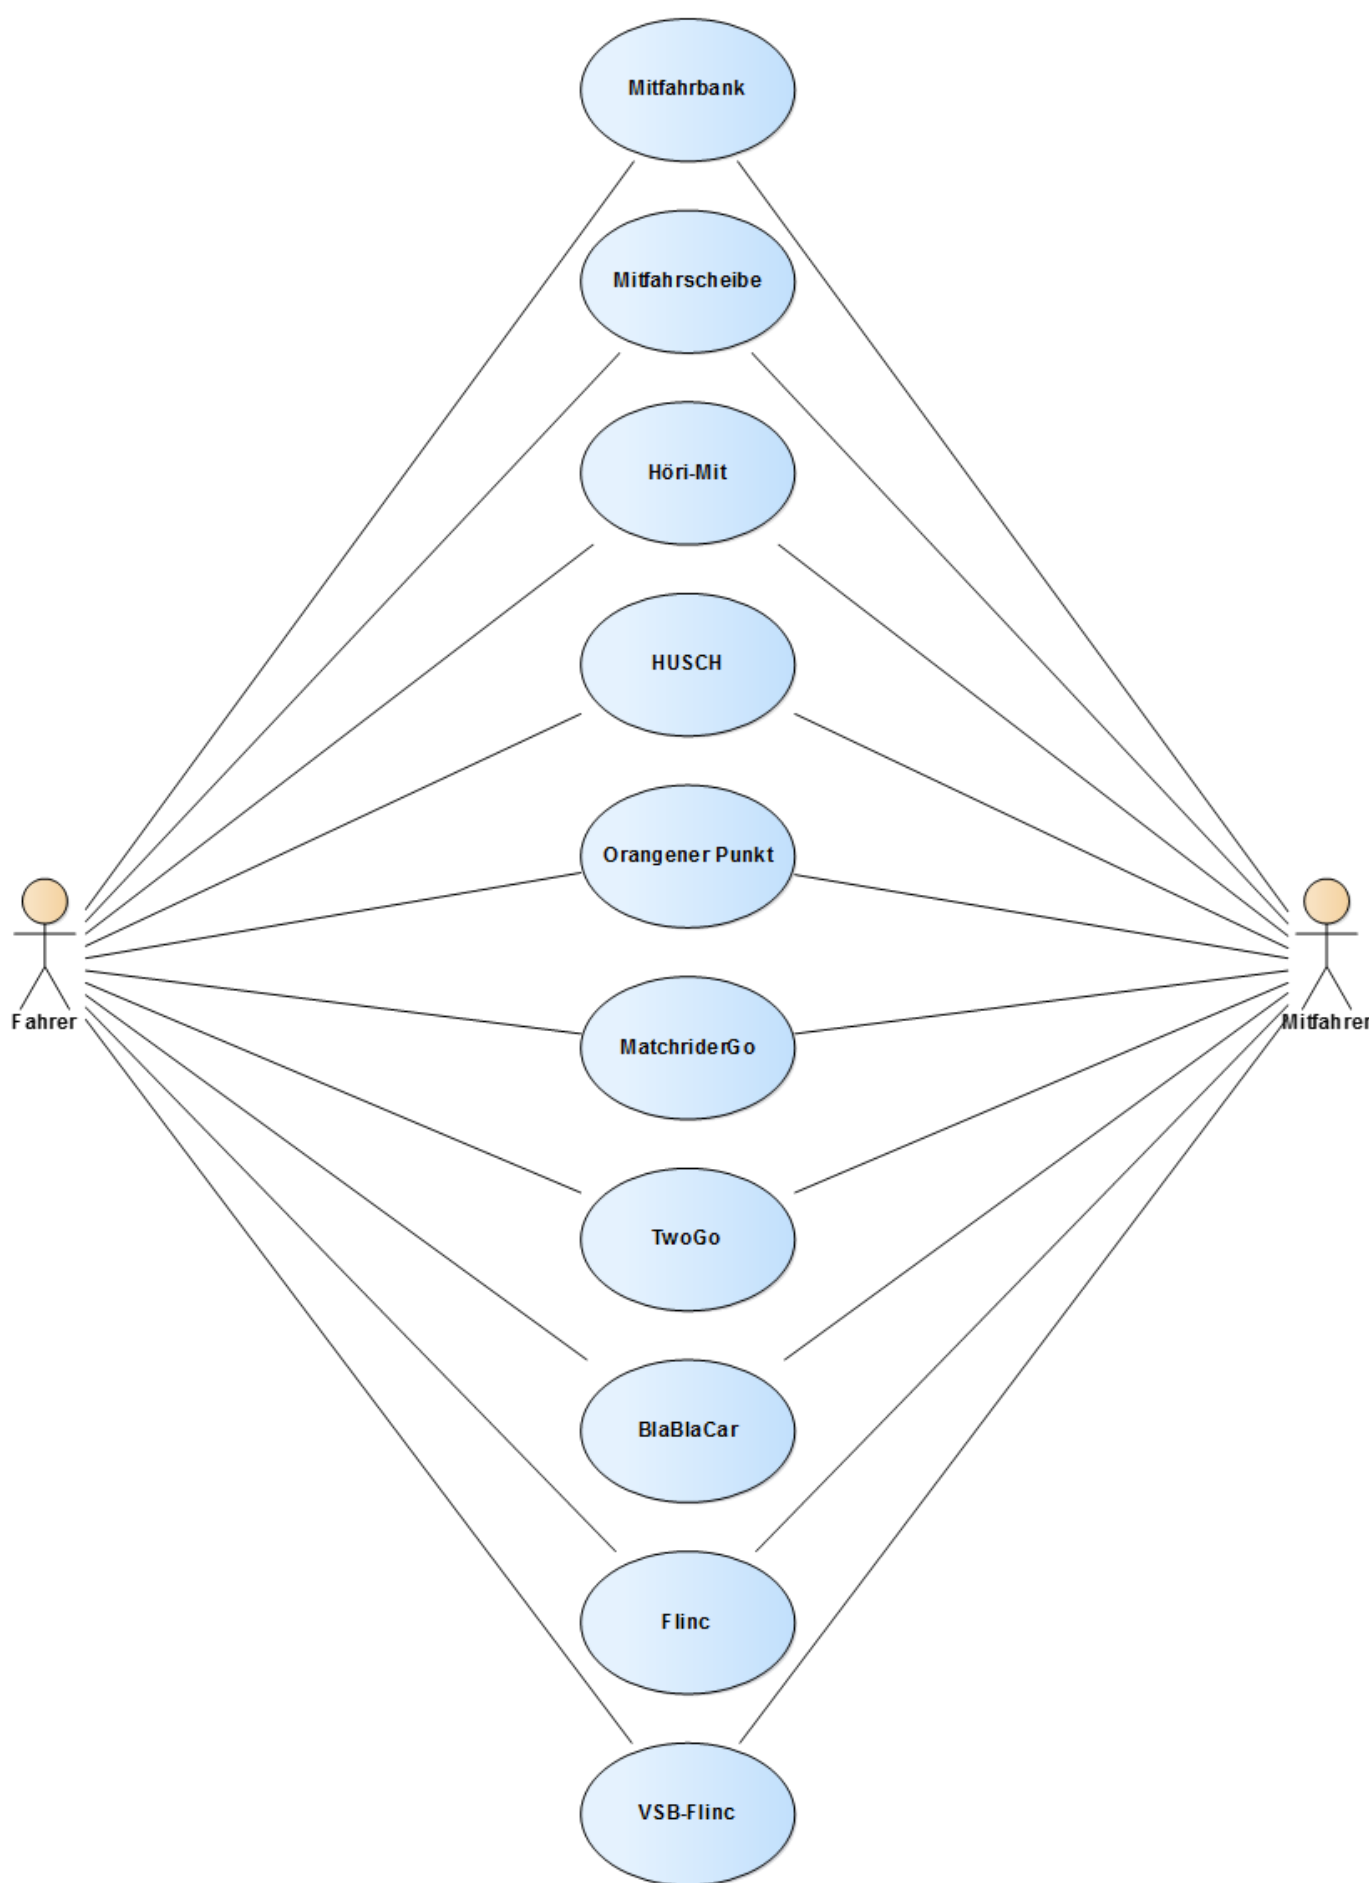 Mitfahrbank
Mitfahrscheibe
Höri-Mit
HUSCH
Orangener Punkt
Fahrer
Mitfahrer
MatchriderGo
TwoGo
BlaBlaCar
Flinc
VSB-Flinc